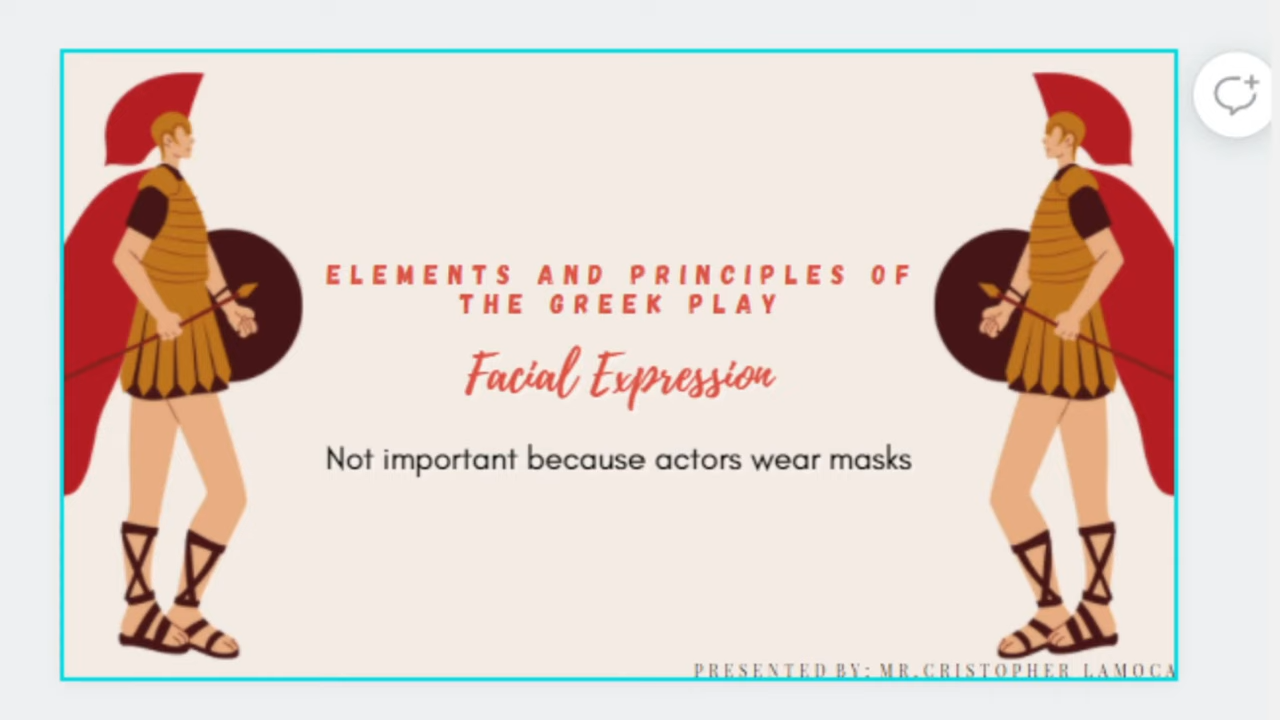 ELEMENTS AND PRINCIPLES OF
THE GREEK PLAY
Facial Expression
Not important because actors wear masks
PRESENTED BY: MR.CRISTOPHER LAMOCA